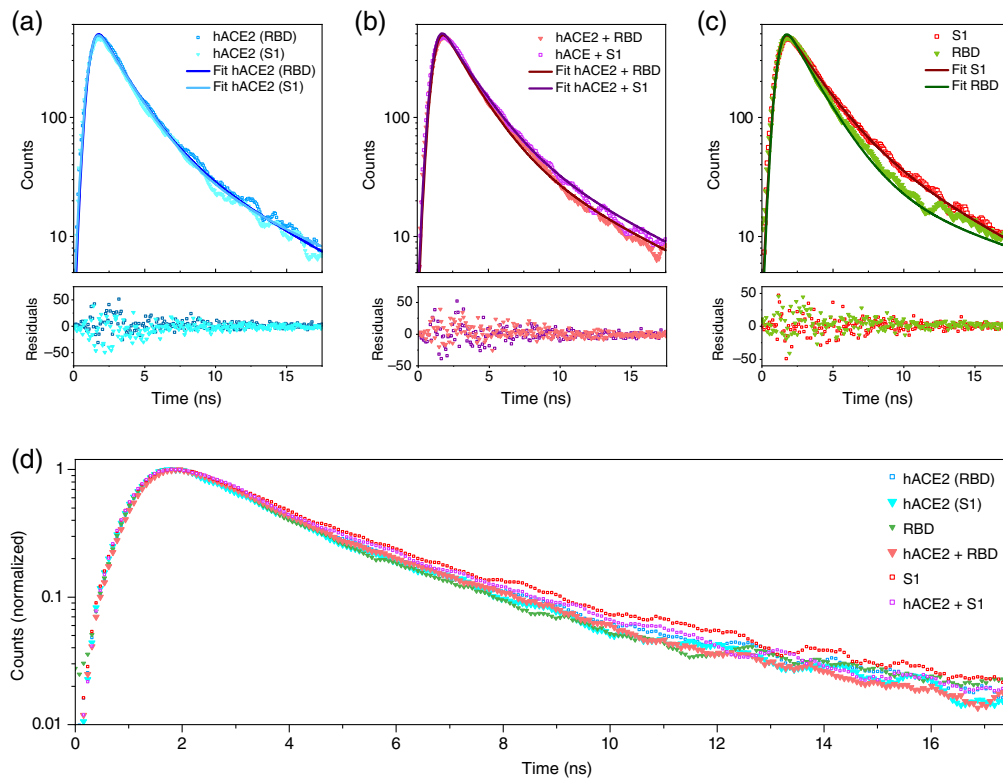 (a)
hACE2 (RBD)
hACE2 (S1)
Fit hACE2 (RBD)
Fit hACE2 (S1)
Counts
100
10
Residuals
50
0
−50
0 5 10 15
Time (ns)
(b)
hACE2 + RBD
hACE + S1
Fit hACE2 + RBD
Fit hACE2 + S1
Counts
100
10
Residuals
50
0
−50
0 5 10 15
Time (ns)
(c)
S1
RBD
Fit S1
Fit RBD
Counts
100
10
Residuals
50
0
−50
0 5 10 15
Time (ns)
(d)
hACE2 (RBD)
hACE2 (S1)
RBD
hACE2 + RBD
S1
hACE2 + S1
Counts (normalized)
1
0.1
0.01
0 2 4 6 8 10 12 14 16
Time (ns)